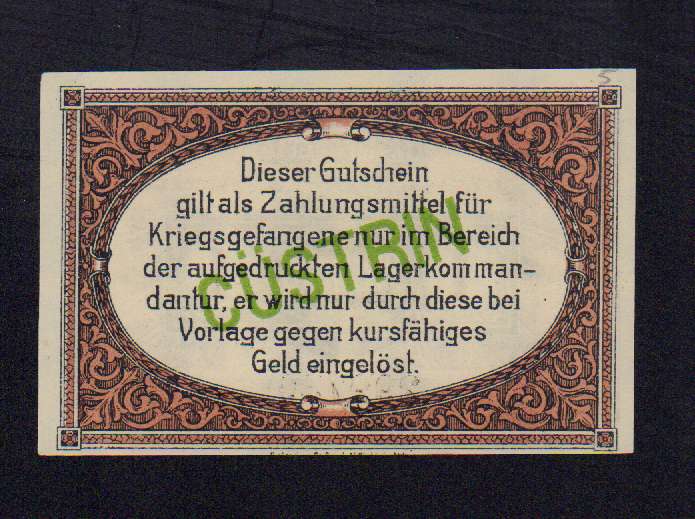 5
Dieser Gutschein
gilt als Zahlungsmittel für
Kriegsgefangene nur im Bereich
der aufgedruckten Lagerkomman-
dantur, er wird nur durch diese bei
Vorlage gegen kursfähiges
Geld eingelöst.
CÜSTRIN